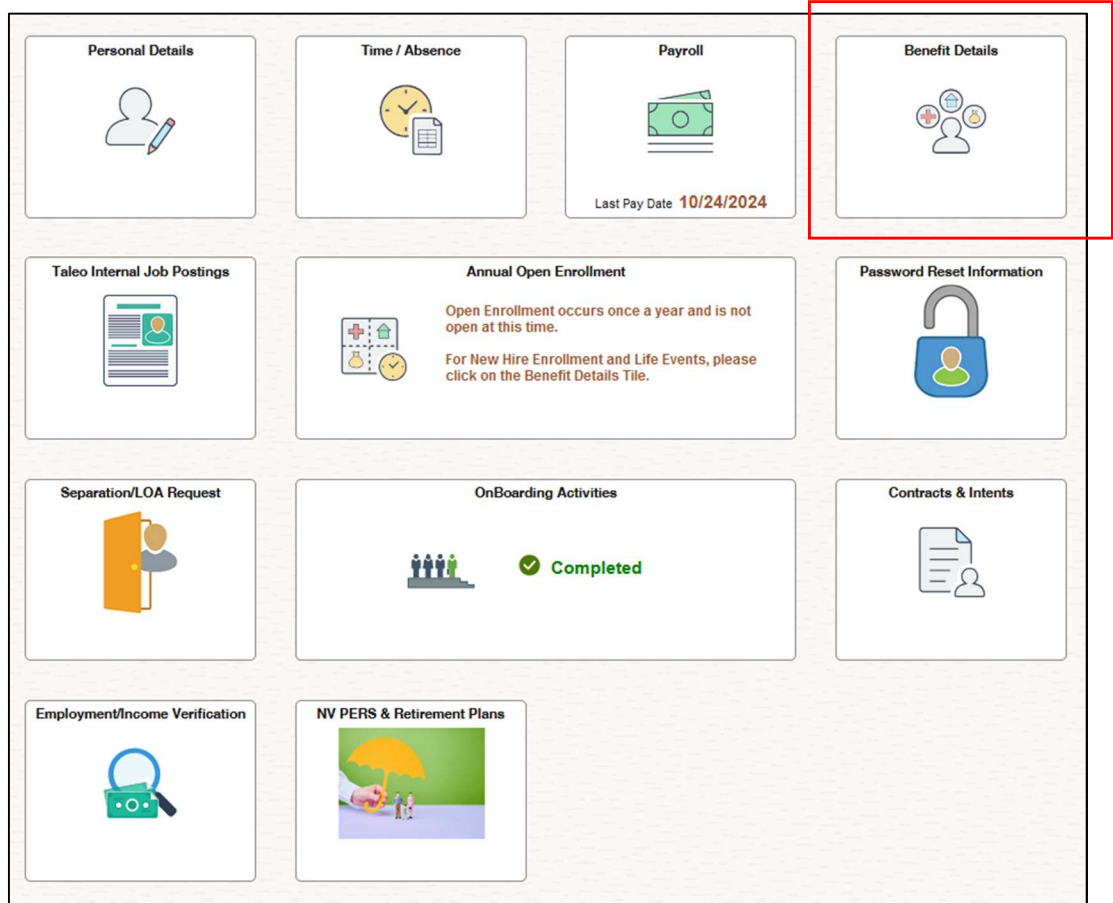 Personal Details
Time / Absence
Payroll
Benefit Details
Last Pay Date 10/24/2024
Taleo Internal Job Postings
Annual Open Enrollment
Password Reset Information
Open Enrollment occurs once a year and is not
open at this time.
For New Hire Enrollment and Life Events, please
click on the Benefit Details Tile.
Separation/LOA Request
OnBoarding Activities
Contracts & Intents
Completed
Employment/Income Verification
NV PERS & Retirement Plans